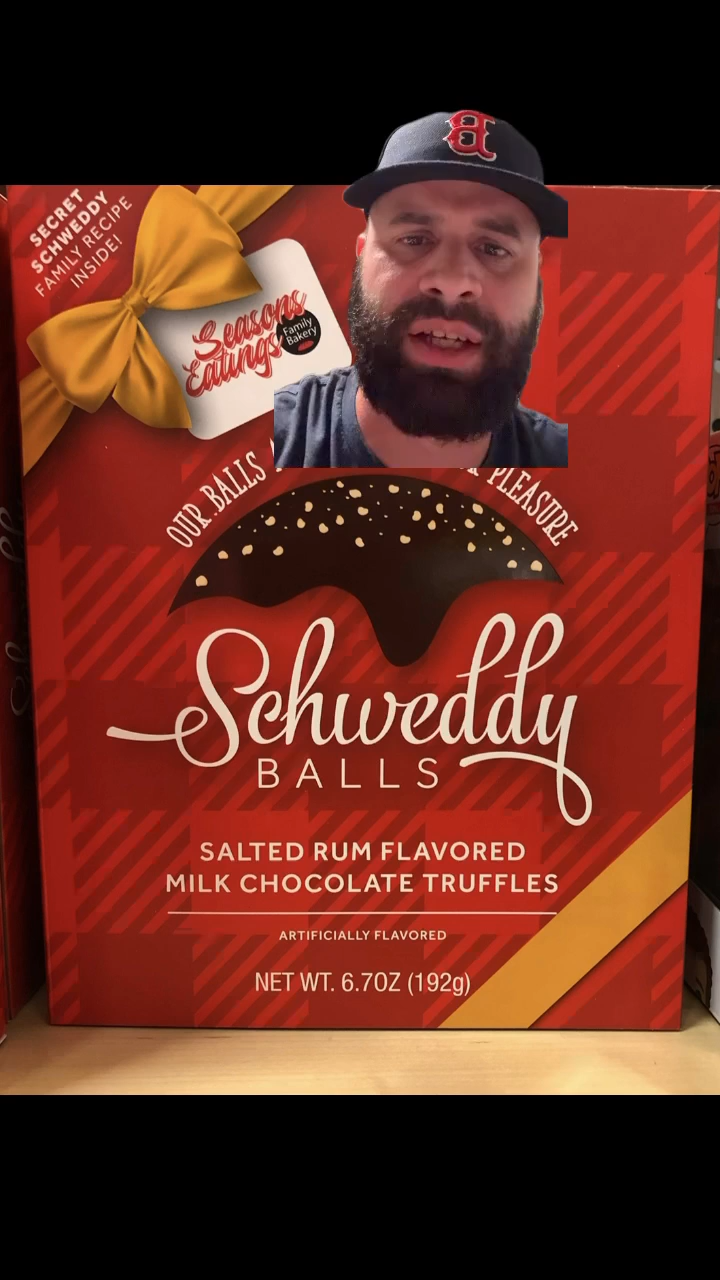 SECRET
SCHWEDDY
FAMILY RECIPE
INSIDE!
Seasons
Eatings
Family
Bakery
OUR BALLS
PLEASURE
Schweddy
BALLS
SALTED RUM FLAVORED
MILK CHOCOLATE TRUFFLES
ARTIFICIALLY FLAVORED
NET WT. 6.7OZ (192g)